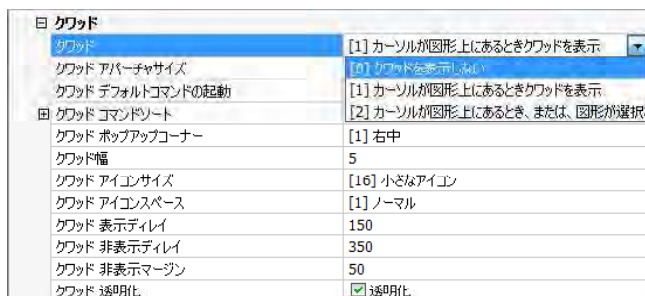 クワッド
クワッド [1] カーソルが図形上にあるときクワッドを表示
クワッド アパーチャサイズ [0] クワッドを表示しない
クワッド デフォルトコマンドの起動 [1] カーソルが図形上にあるときクワッドを表示
クワッド コマンドソート [2] カーソルが図形上にあるとき、または、図形が選択
クワッド ポップアップコーナー [1] 右中
クワッド幅 5
クワッド アイコンサイズ [16] 小さなアイコン
クワッド アイコンスペース [1] ノーマル
クワッド 表示ディレイ 150
クワッド 非表示ディレイ 350
クワッド 非表示マージン 50
クワッド 透明化 透明化